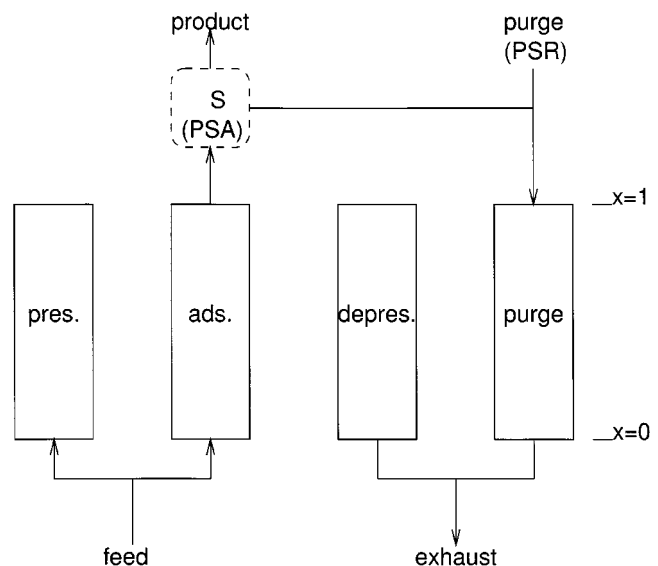 product
purge
(PSR)
S
(PSA)
x=1
pres.
ads.
depres.
purge
x=0
feed
exhaust